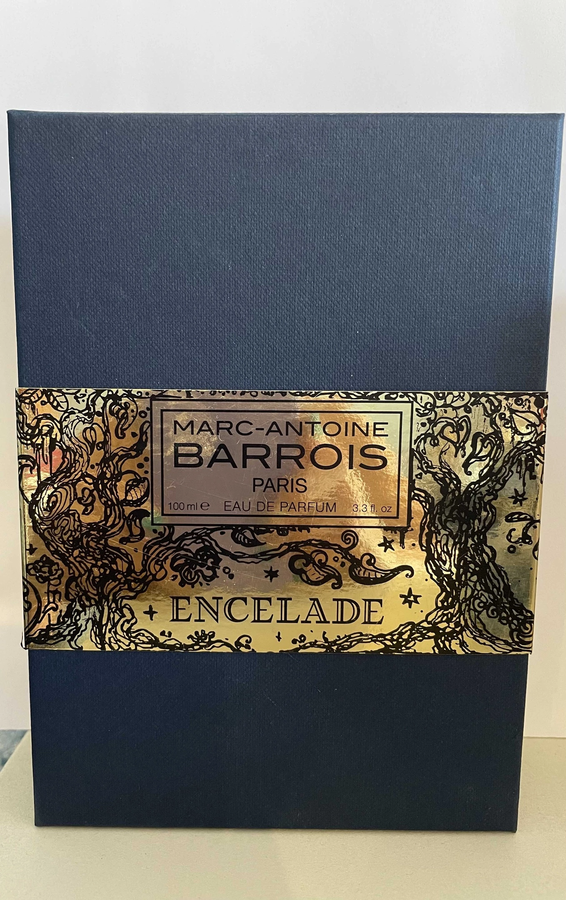 MARC-ANTOINE
BARROIS
PARIS
100 ml ℮ EAU DE PARFUM 3.3 fl. oz
ENCELADE